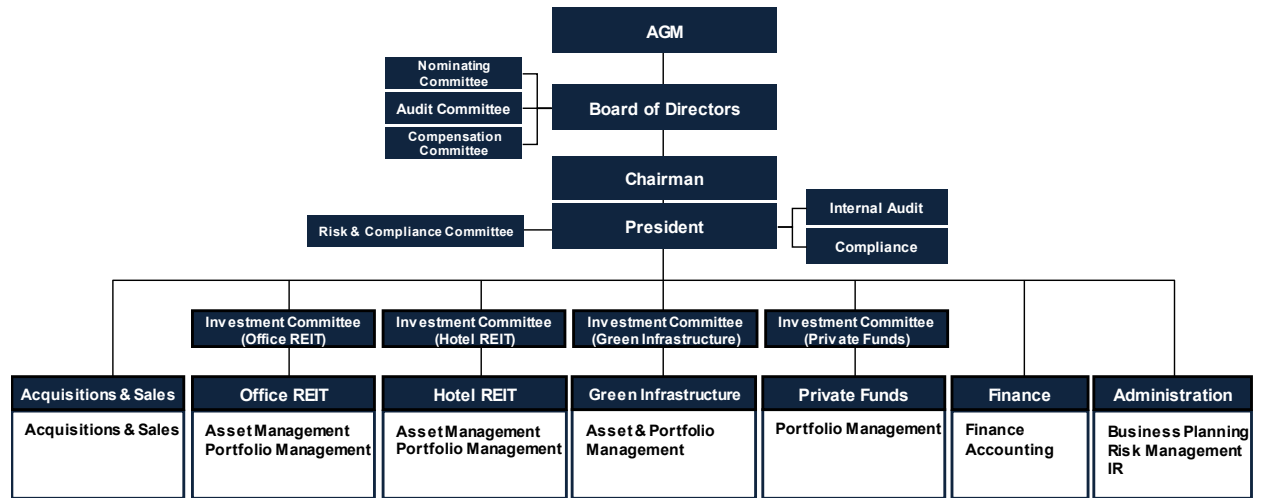 AGM
Nominating
Committee
Audit Committee
Compensation
Committee
Board of Directors
Chairman
President
Risk & Compliance Committee
Internal Audit
Compliance
Investment Committee
(Office REIT)
Investment Committee
(Hotel REIT)
Investment Committee
(Green Infrastructure)
Investment Committee
(Private Funds)
Acquisitions & Sales
Acquisitions & Sales
Office REIT
Asset Management
Portfolio Management
Hotel REIT
Asset Management
Portfolio Management
Green Infrastructure
Asset & Portfolio
Management
Private Funds
Portfolio Management
Finance
Finance
Accounting
Administration
Business Planning
Risk Management
IR